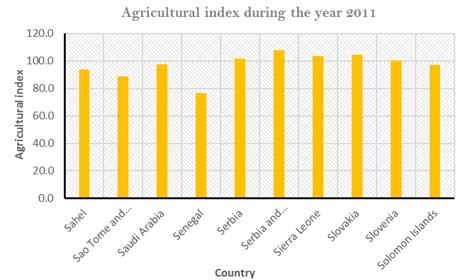 Agricultural index during the year 2011
120.0
100.0
80.0
60.0
40.0
20.0
0.0
Agricultural index
Sahel
Sao Tome and...
Saudi Arabia
Senegal
Serbia
Serbia and...
Sierra Leone
Slovakia
Slovenia
Solomon Islands
Country